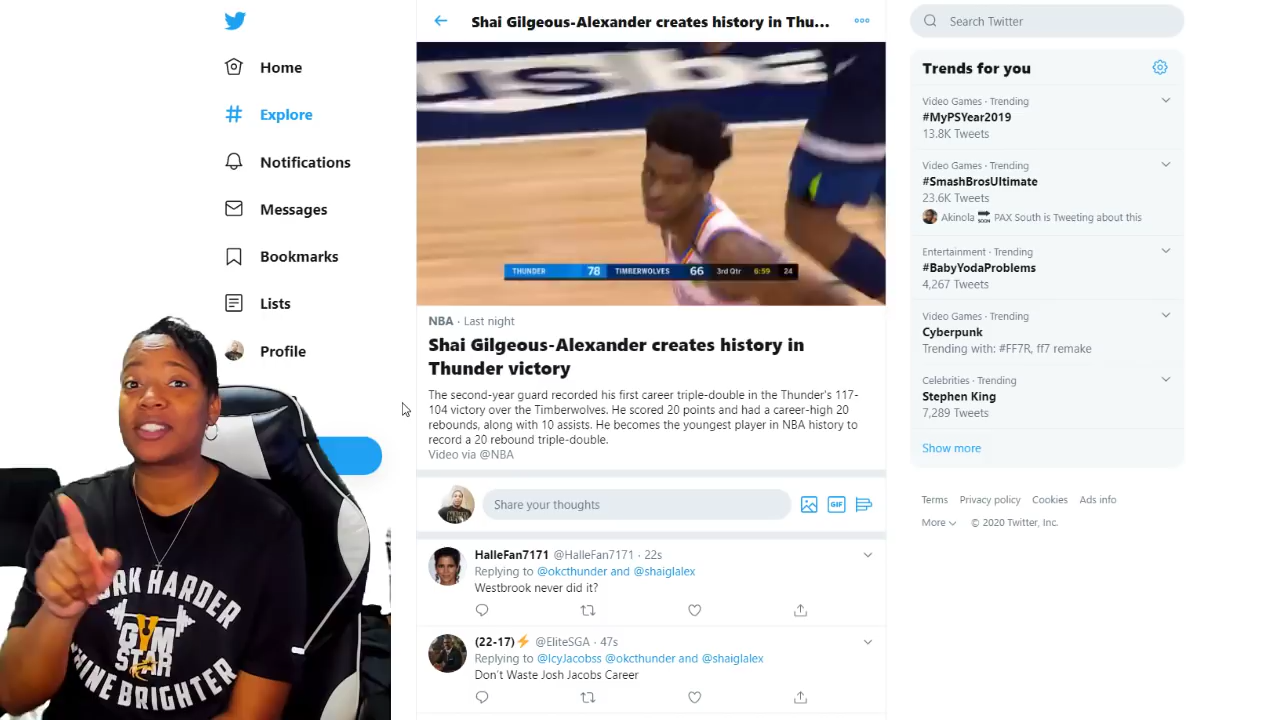 Home
Explore
Notifications
Messages
Bookmarks
Lists
Profile
Shai Gilgeous-Alexander creates history in Thu...
THUNDER 78 TIMBERWOLVES 66 3rd Qtr 6:59 24
NBA · Last night
Shai Gilgeous-Alexander creates history in
Thunder victory
The second-year guard recorded his first career triple-double in the Thunder's 117-
104 victory over the Timberwolves. He scored 20 points and had a career-high 20
rebounds, along with 10 assists. He becomes the youngest player in NBA history to
record a 20 rebound triple-double.
Video via @NBA
Share your thoughts
GIF
HalleFan7171 @HalleFan7171 · 22s
Replying to @okcthunder and @shaiglalex
Westbrook never did it?
(22-17)⚡ @EliteSGA · 47s
Replying to @IcyJacobss @okcthunder and @shaiglalex
Don't Waste Josh Jacobs Career
Search Twitter
Trends for you
Video Games · Trending
#MyPSYear2019
13.8K Tweets
Video Games · Trending
#SmashBrosUltimate
23.6K Tweets
Akinola SOON PAX South is Tweeting about this
Entertainment · Trending
#BabyYodaProblems
4,267 Tweets
Video Games · Trending
Cyberpunk
Trending with: #FF7R, ff7 remake
Celebrities · Trending
Stephen King
7,289 Tweets
Show more
Terms Privacy policy Cookies Ads info
More © 2020 Twitter, Inc.
HARDER
GYM
STAR
SHINE BRIGHTER